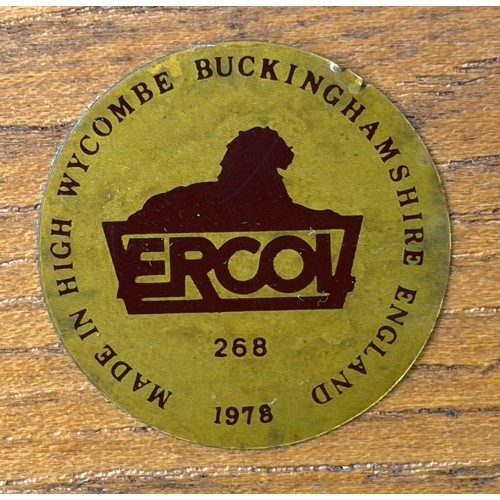 MADE IN HIGH WYCOMBE BUCKINGHAMSHIRE ENGLAND
ERCOL
268
1978